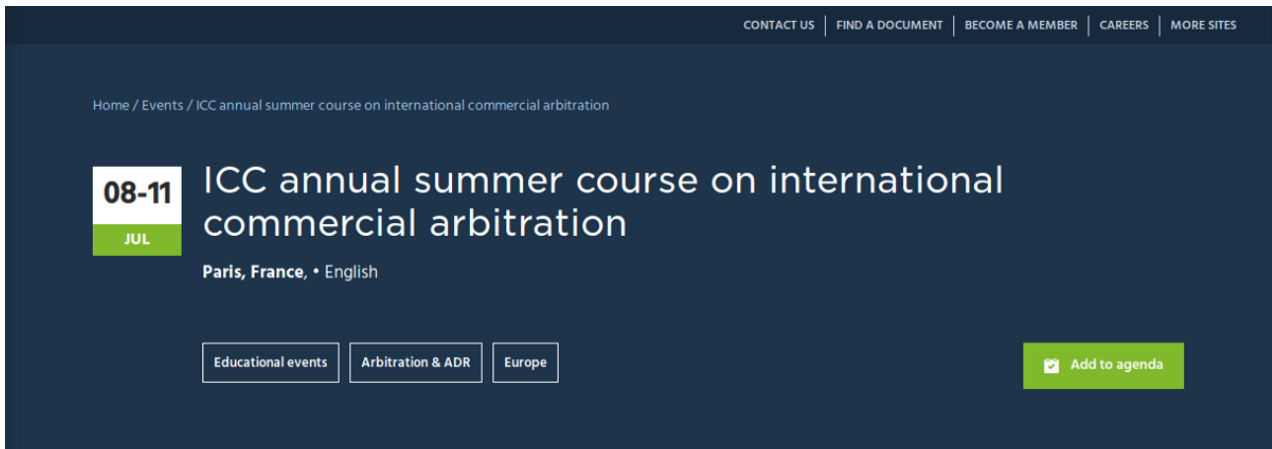 CONTACT US | FIND A DOCUMENT | BECOME A MEMBER | CAREERS | MORE SITES
Home / Events / ICC annual summer course on international commercial arbitration
08-11
JUL
ICC annual summer course on international
commercial arbitration
Paris, France, • English
Educational events
Arbitration & ADR
Europe
Add to agenda